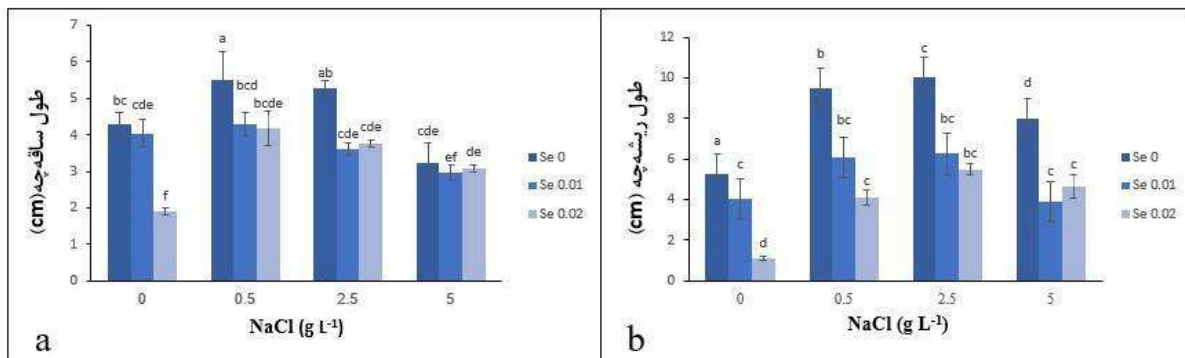 7
6
5
4
3
2
1
0
طول ساقه‌چه(cm)
bc cde f
a bcd bcde
ab cde cde
cde ef de
0 0.5 2.5 5
NaCl (g L-1)
Se 0
Se 0.01
Se 0.02
a
12
10
8
6
4
2
0
طول ریشه‌چه (cm)
a c d
b bc c
c bc bc
d c c
0 0.5 2.5 5
NaCl (g L-1)
Se 0
Se 0.01
Se 0.02
b